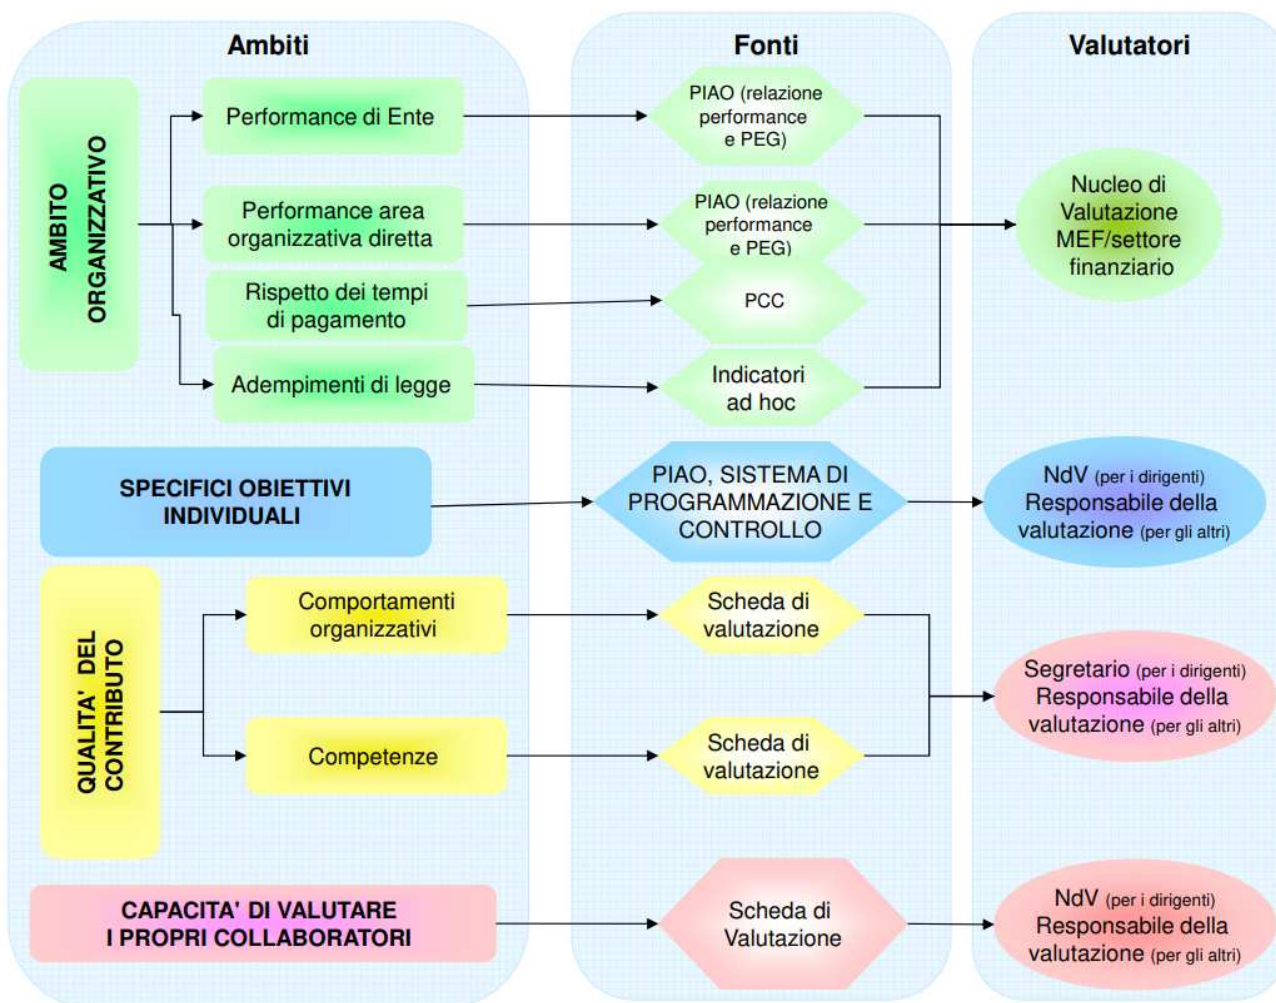 Ambiti
Fonti
Valutatori
AMBITO
ORGANIZZATIVO
Performance di Ente
PIAO (relazione
performance
e PEG)
Performance area
organizzativa diretta
PIAO (relazione
performance
e PEG)
Rispetto dei tempi
di pagamento
PCC
Adempimenti di legge
Indicatori
ad hoc
Nucleo di
Valutazione
MEF/settore
finanziario
SPECIFICI OBIETTIVI
INDIVIDUALI
PIAO, SISTEMA DI
PROGRAMMAZIONE E
CONTROLLO
NdV (per i dirigenti)
Responsabile della
valutazione (per gli altri)
QUALITA' DEL
CONTRIBUTO
Comportamenti
organizzativi
Scheda di
valutazione
Competenze
Scheda di
valutazione
Segretario (per i dirigenti)
Responsabile della
valutazione (per gli altri)
CAPACITA' DI VALUTARE
I PROPRI COLLABORATORI
Scheda di
Valutazione
NdV (per i dirigenti)
Responsabile della
valutazione (per gli altri)